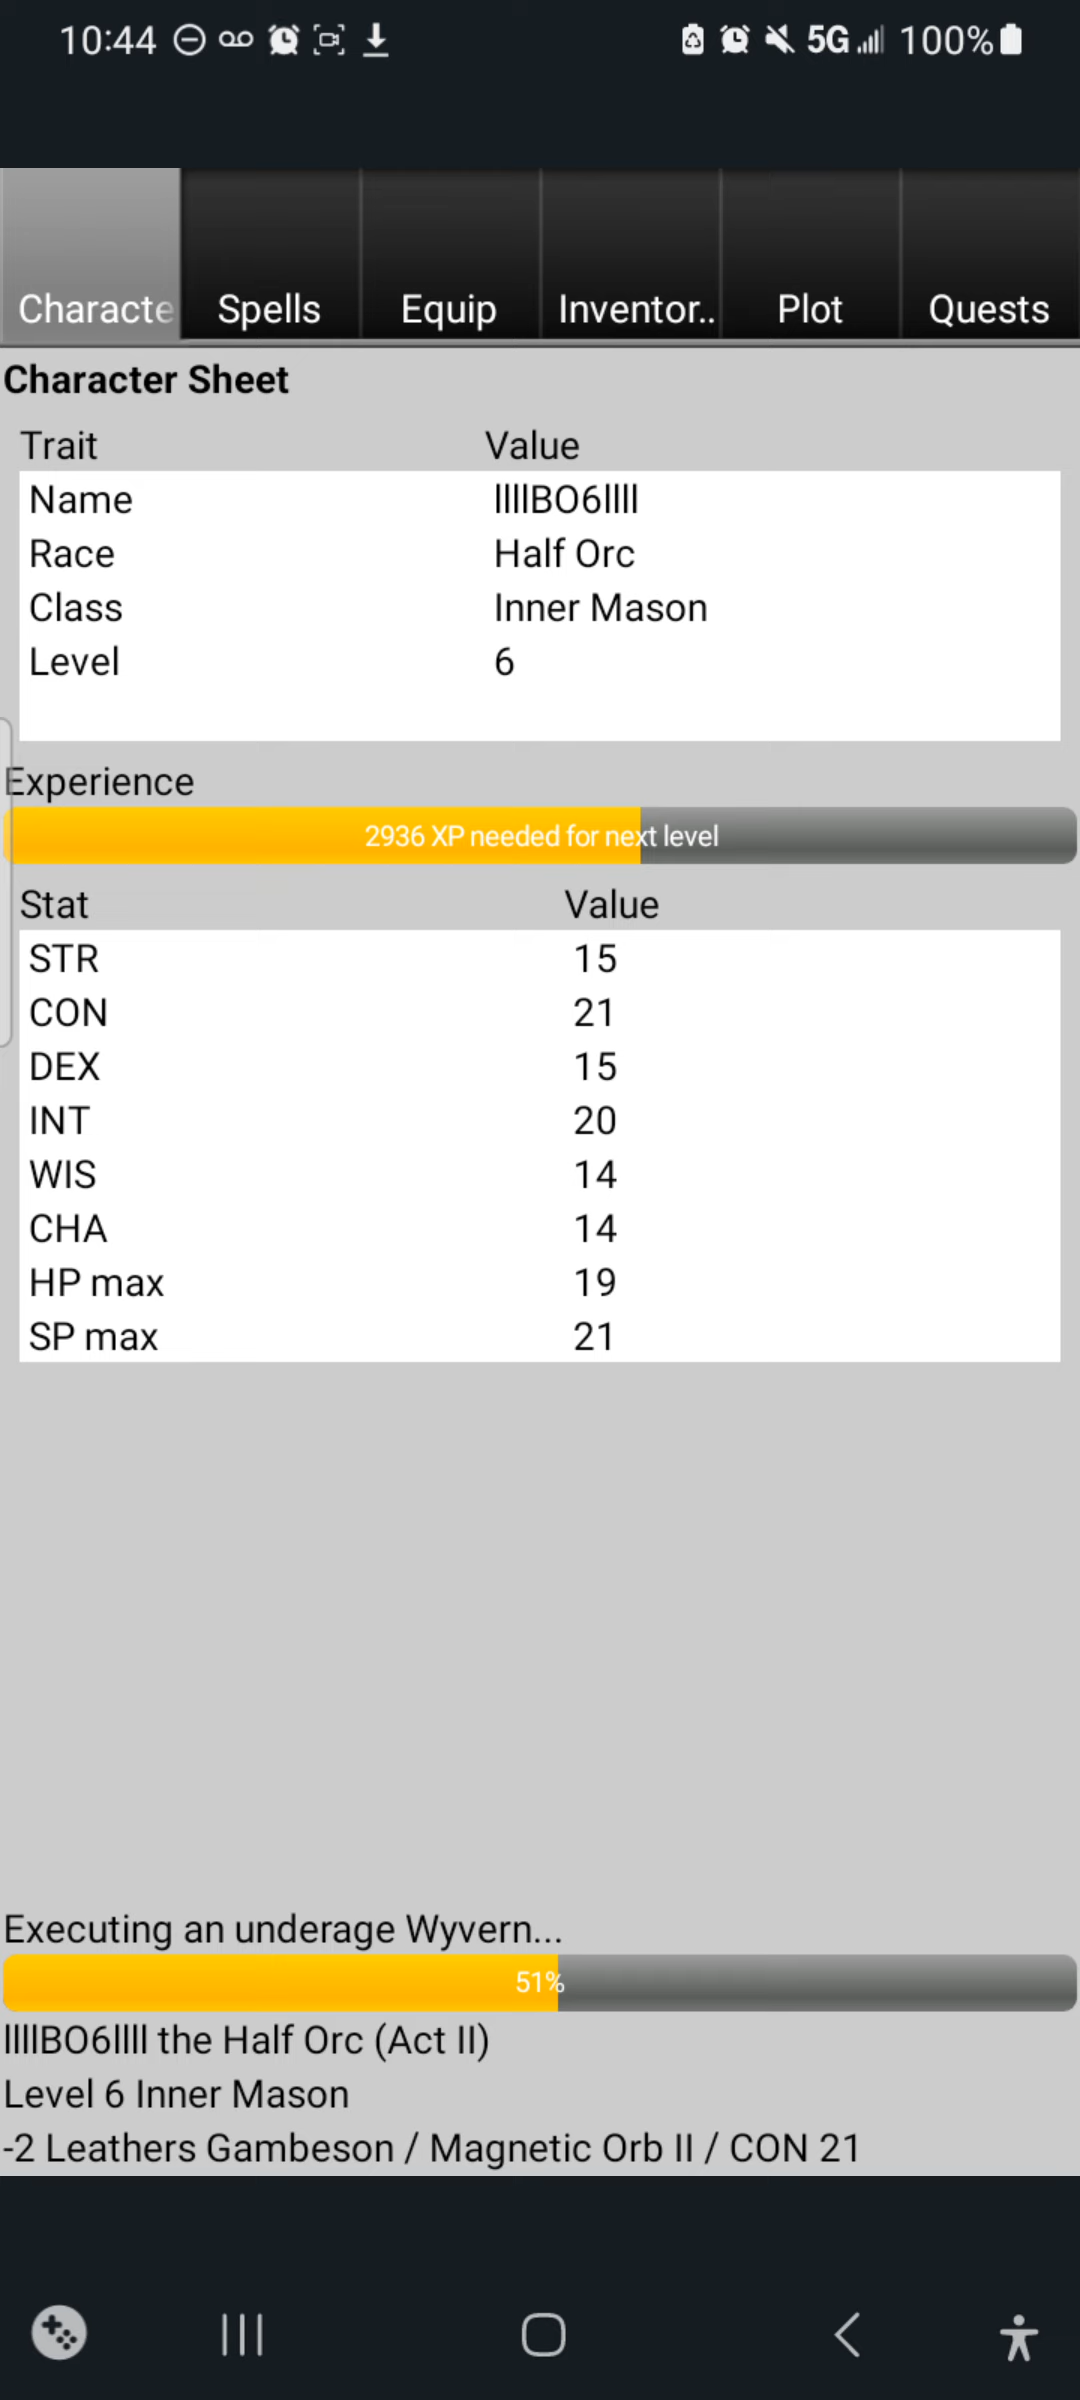 10:44 5G 100%
Characte Spells Equip Inventor.. Plot Quests
Character Sheet
Trait Value
Name llllBO6llll
Race Half Orc
Class Inner Mason
Level 6
Experience
2936 XP needed for next level
Stat Value
STR 15
CON 21
DEX 15
INT 20
WIS 14
CHA 14
HP max 19
SP max 21
Executing an underage Wyvern...
51%
llllBO6llll the Half Orc (Act II)
Level 6 Inner Mason
-2 Leathers Gambeson / Magnetic Orb II / CON 21